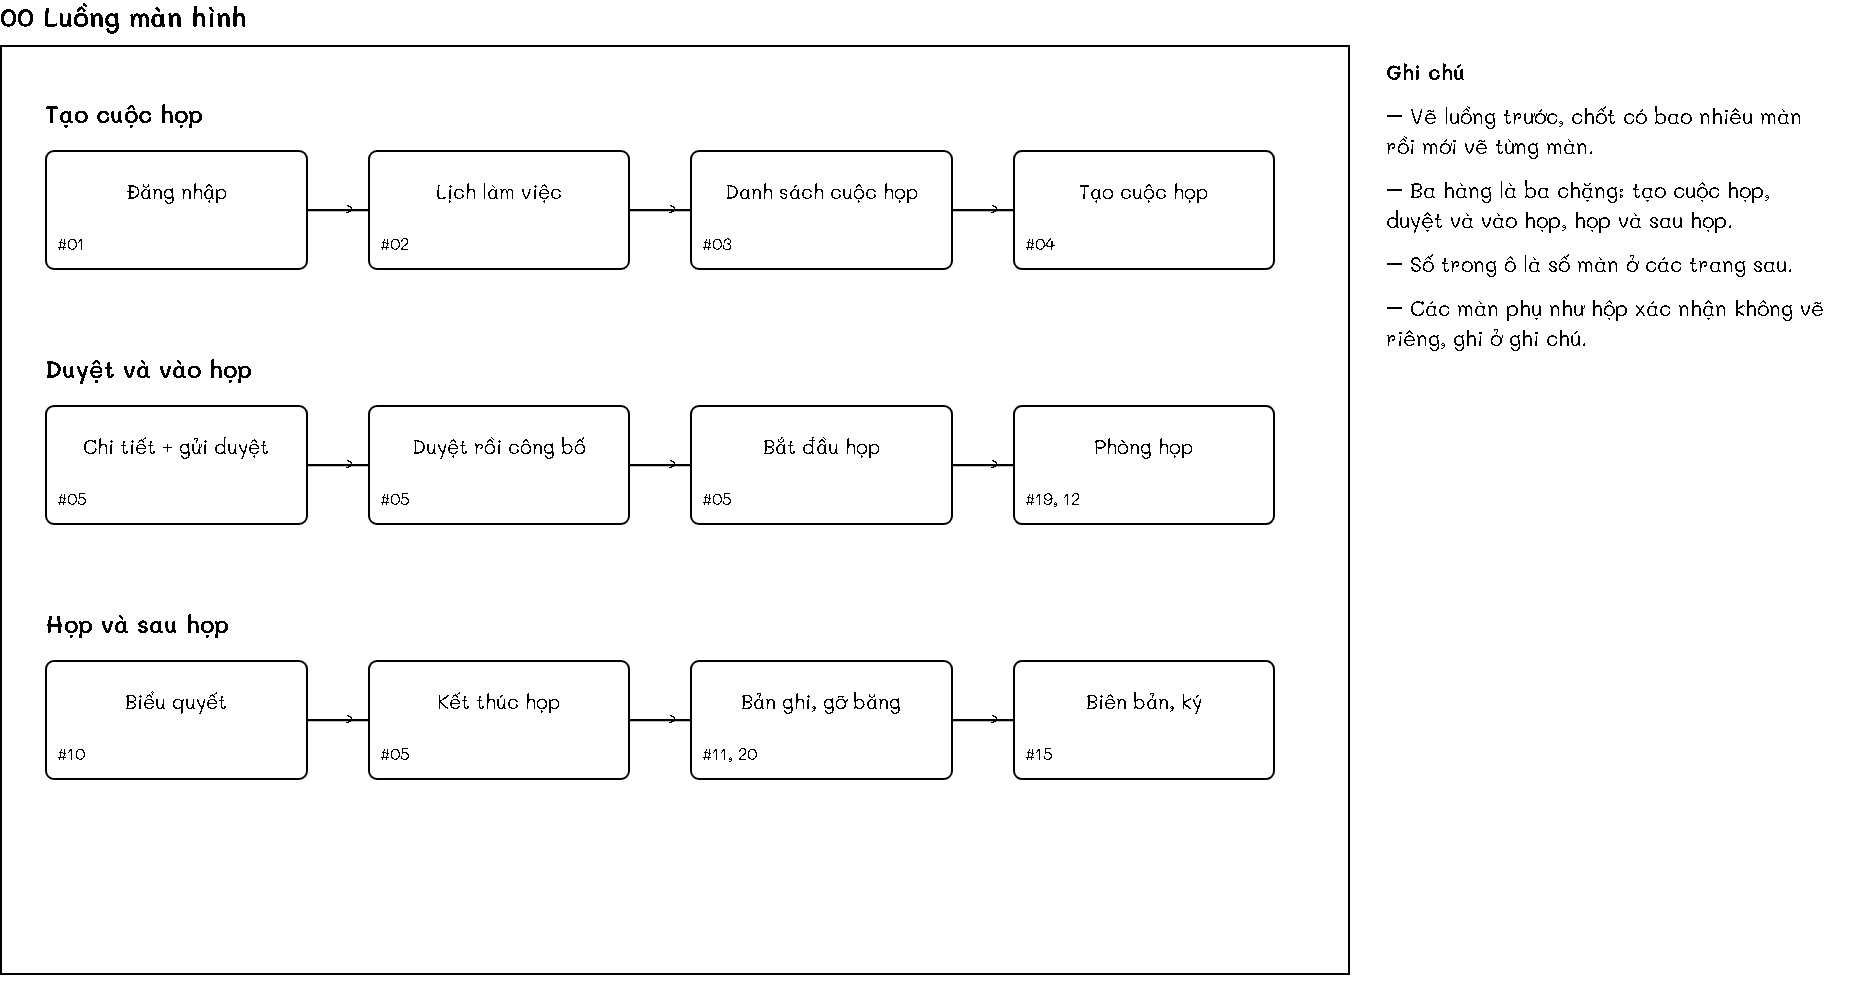 00 Luồng màn hình
Tạo cuộc họp
Đăng nhập
#01
Lịch làm việc
#02
Danh sách cuộc họp
#03
Tạo cuộc họp
#04
Duyệt và vào họp
Chi tiết + gửi duyệt
#05
Duyệt rồi công bố
#05
Bắt đầu họp
#05
Phòng họp
#19, 12
Họp và sau họp
Biểu quyết
#10
Kết thúc họp
#05
Bản ghi, gỡ băng
#11, 20
Biên bản, ký
#15
Ghi chú
— Vẽ luồng trước, chốt có bao nhiêu màn
rồi mới vẽ từng màn.
— Ba hàng là ba chặng: tạo cuộc họp,
duyệt và vào họp, họp và sau họp.
— Số trong ô là số màn ở các trang sau.
— Các màn phụ như hộp xác nhận không vẽ
riêng, ghi ở ghi chú.